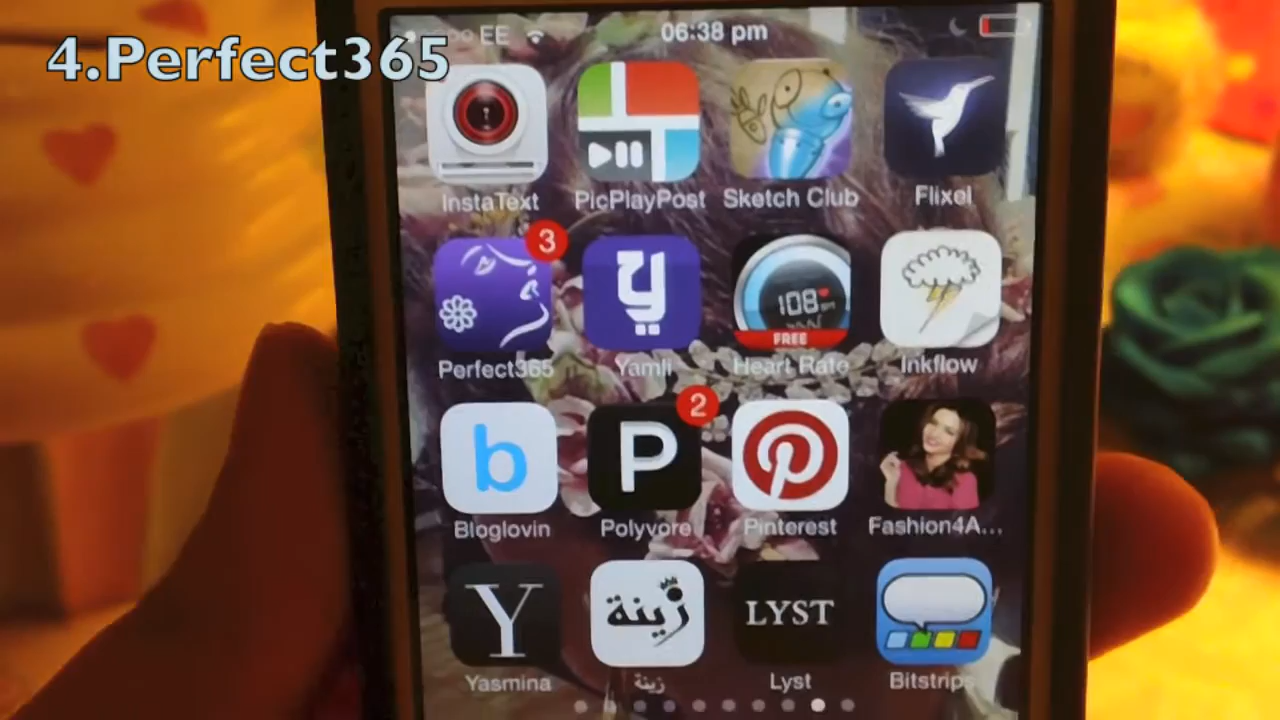 4.Perfect365
EE 06:38 pm
InstaText PicPlayPost Sketch Club Flixel
3
108
FREE
ي
Perfect365 Yamli Heart Rate Inkflow
2
b P
Bloglovin Polyvore Pinterest Fashion4A...
Y زينة LYST
Yasmina زينة Lyst Bitstrips